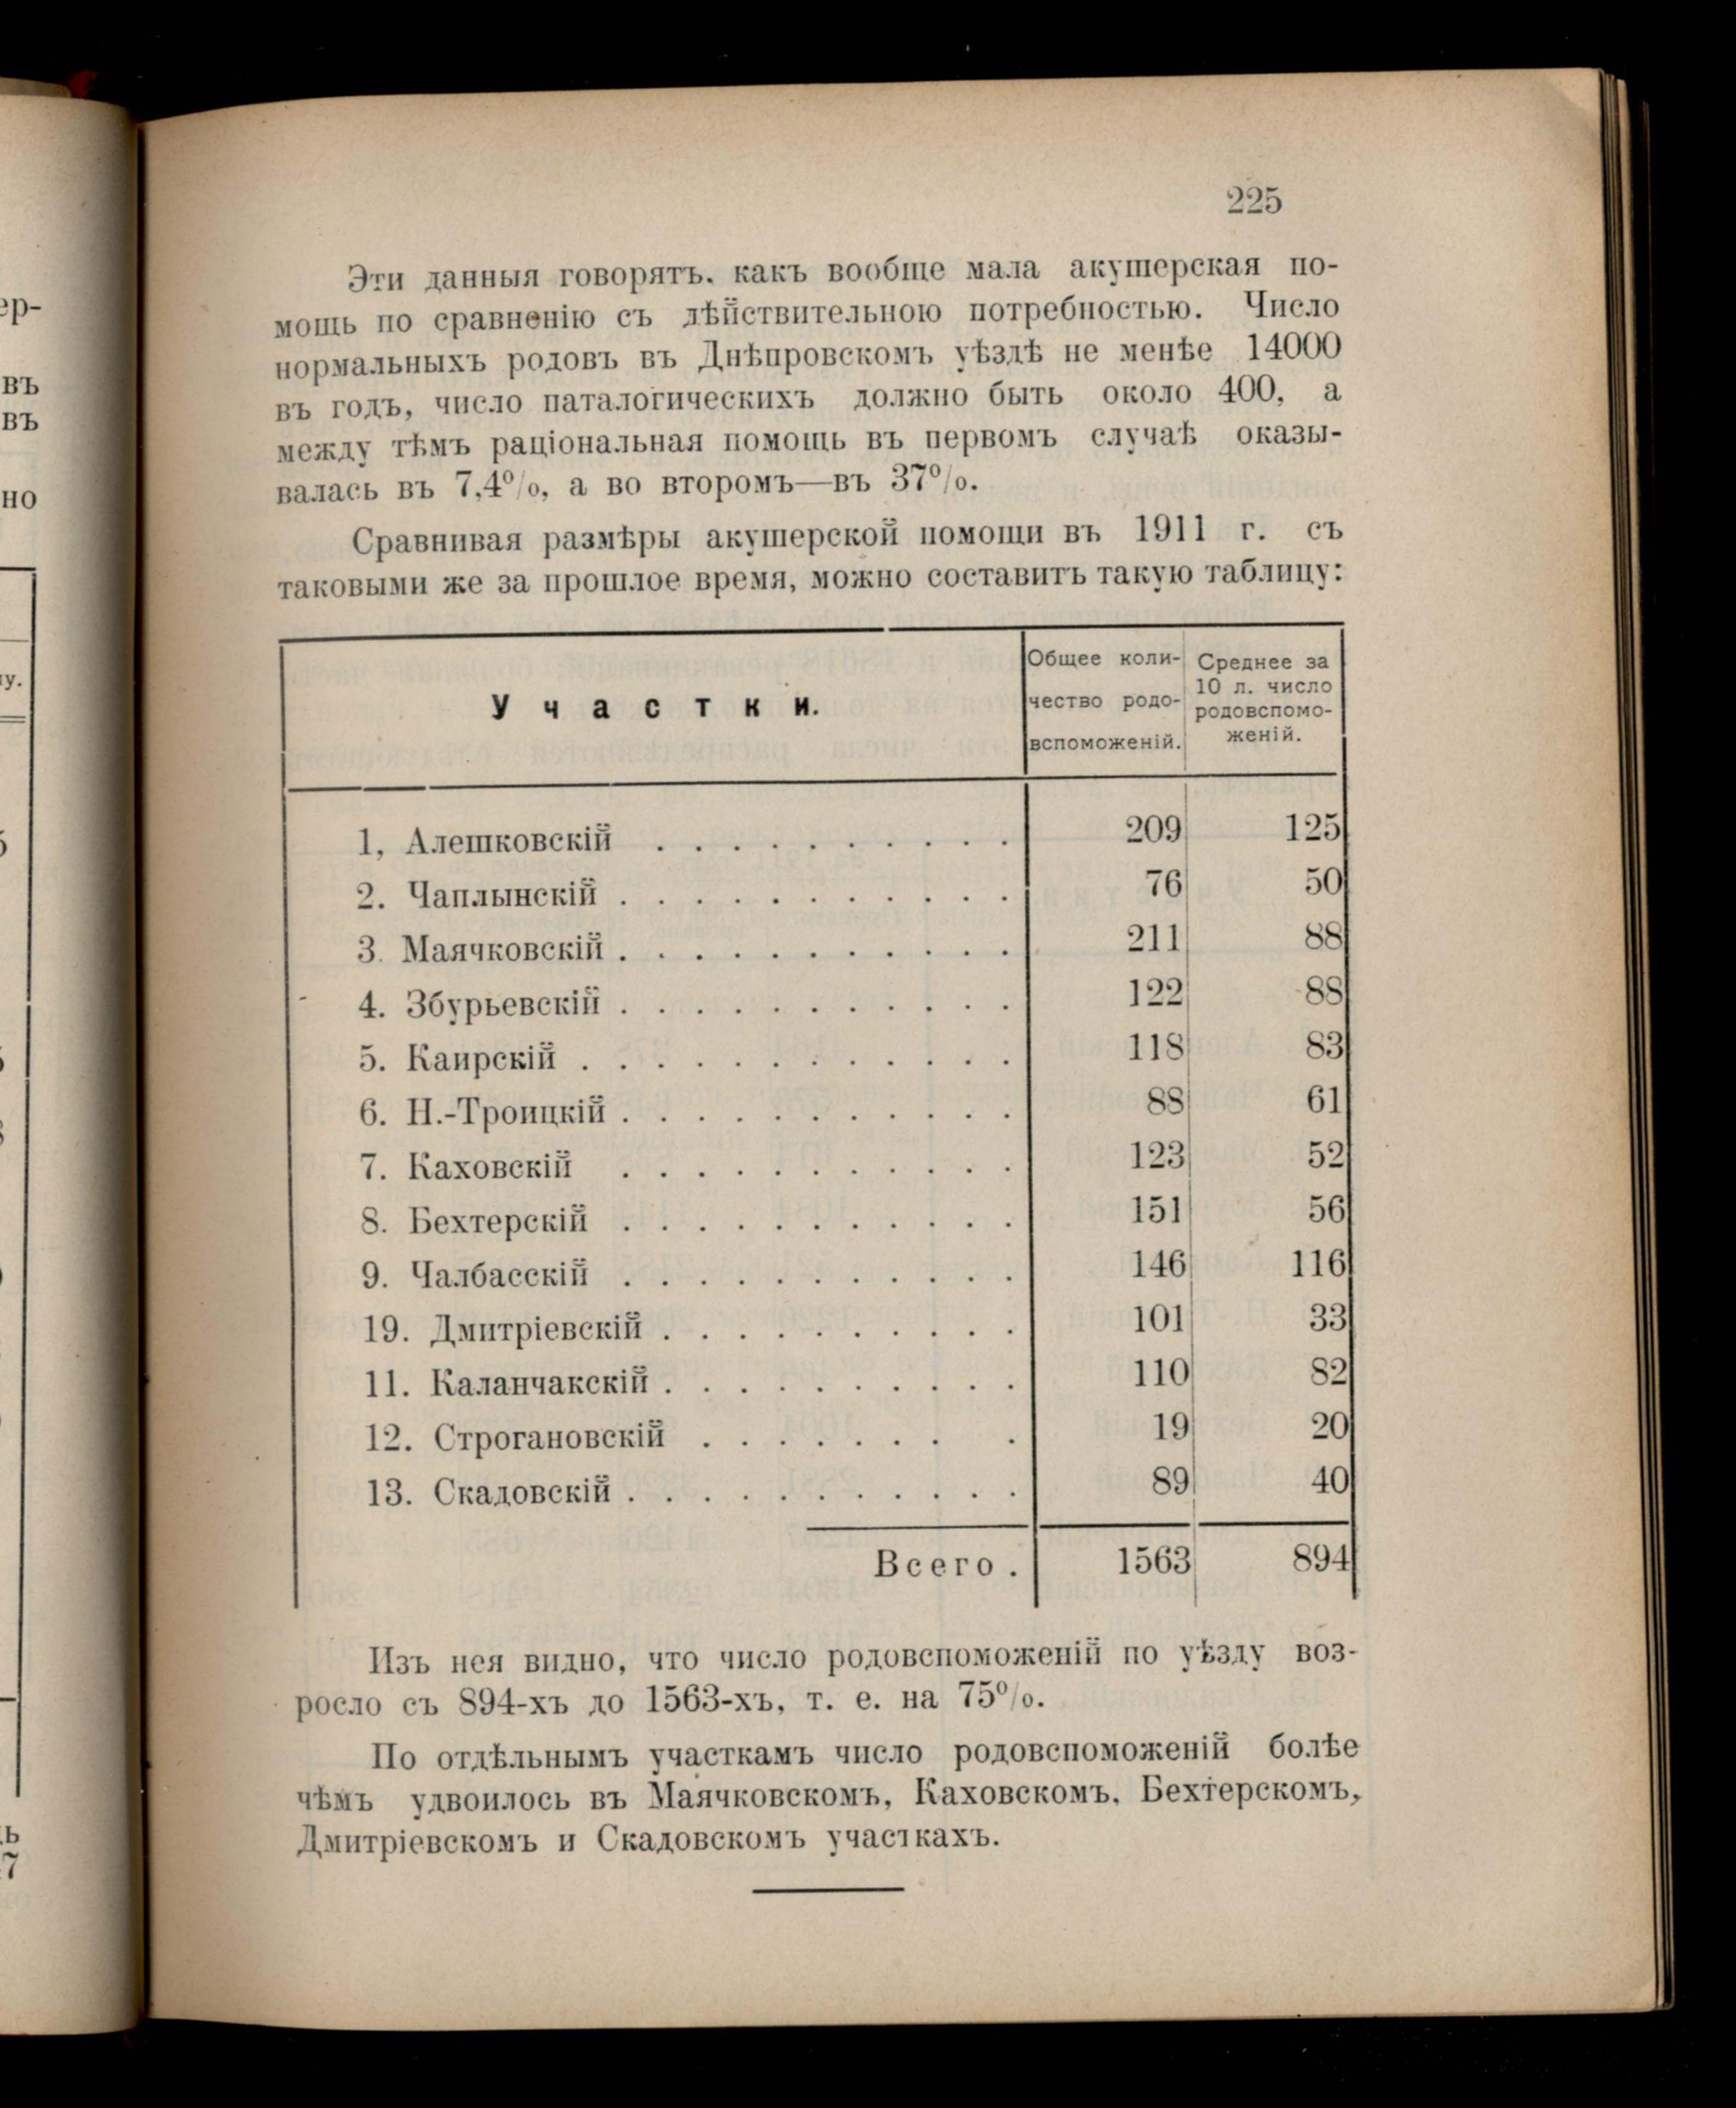 225
Эти данныя говорятъ. какъ вообще мала акушерская по-
мощь по сравненію съ дѣйствительною потребностью. Число
нормальныхъ родовъ въ Днѣпровскомъ уѣздѣ не менѣе 14000
въ годъ, число паталогическихъ должно быть около 400, а
между тѣмъ раціональная помощь въ первомъ случаѣ оказы-
валась въ 7,4%, а во второмъ—въ 37%.
Сравнивая размѣры акушерской помощи въ 1911 г. съ
таковыми же за прошлое время, можно составить такую таблицу:
Участки.
Общее коли-
чество родо-
вспоможеній.
Среднее за
10 л. число
родовспомо-
женій.
1, Алешковскій . . . . . . . . . . 209 125
2. Чаплынскій . . . . . . . . . . . 76 50
3. Маячковскій . . . . . . . . . . . 211 88
4. Збурьевскій . . . . . . . . . . . 122 88
5. Каирскій . . . . . . . . . . . . 118 83
6. Н.-Троицкій . . . . . . . . . . . 88 61
7. Каховскій . . . . . . . . . . . 123 52
8. Бехтерскій . . . . . . . . . . . 151 56
9. Чалбасскій . . . . . . . . . . . 146 116
19. Дмитріевскій . . . . . . . . . . 101 33
11. Каланчакскій . . . . . . . . . . 110 82
12. Строгановскій . . . . . . . . 19 20
13. Скадовскій . . . . . . . . . . . 89 40
Всего . 1563 894
Изъ нея видно, что число родовспоможеній по уѣзду воз-
росло съ 894-хъ до 1563-хъ, т. е. на 75%.
По отдѣльнымъ участкамъ число родовспоможеній болѣе
чѣмъ удвоилось въ Маячковскомъ, Каховскомъ, Бехтерскомъ,
Дмитріевскомъ и Скадовскомъ участкахъ.